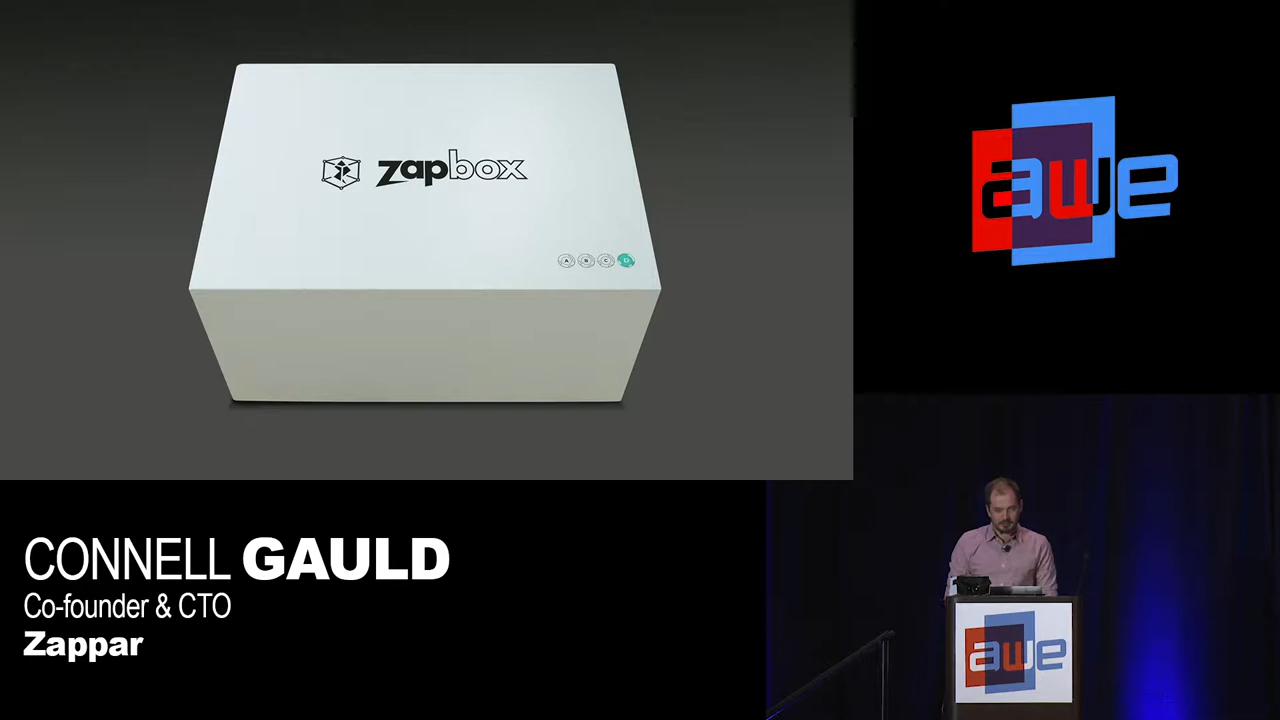 zapbox
A B C D
awe
CONNELL GAULD
Co-founder & CTO
Zappar
awe